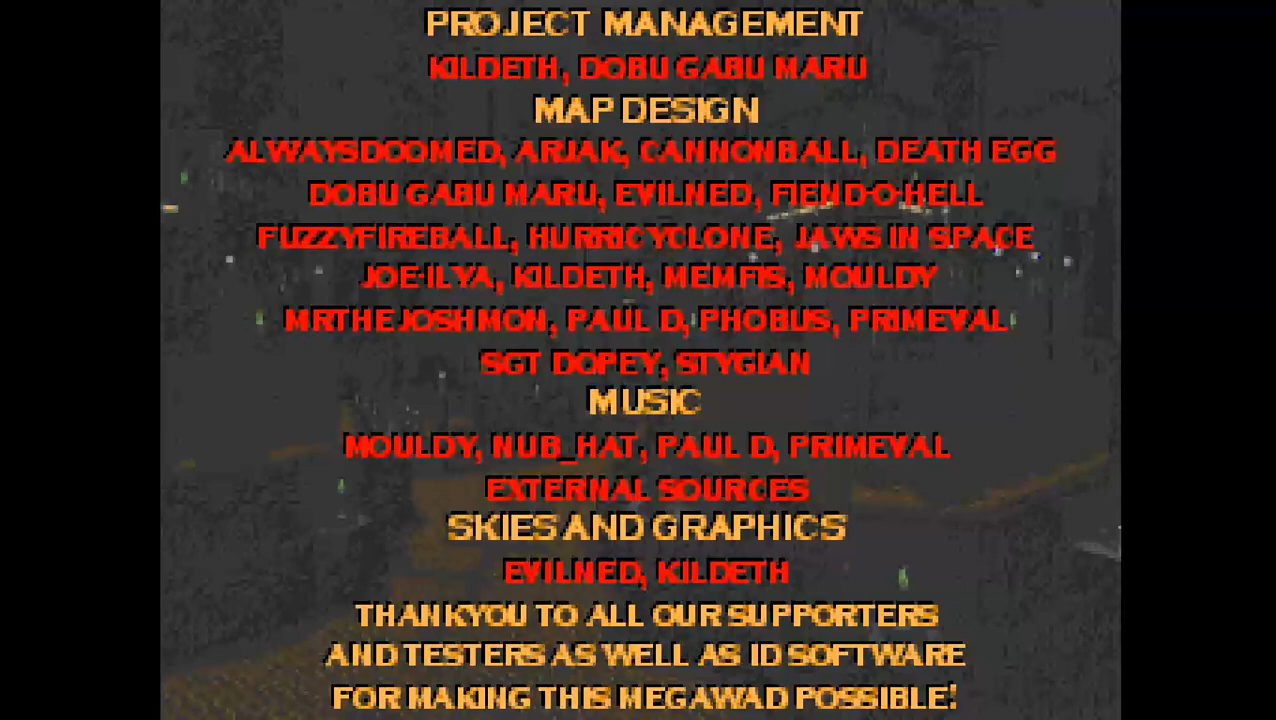 PROJECT MANAGEMENT
KILDETH, DOBU GABU MARU
MAP DESIGN
ALWAYSDOOMED, ARJAK, CANNONBALL, DEATH EGG
DOBU GABU MARU, EVILNED, FIEND-O-HELL
FUZZYFIREBALL, HURRICYCLONE, JAWS IN SPACE
JOE-ILYA, KILDETH, MEMFIS, MOULDY
MRTHEJOSHMON, PAUL D, PHOBUS, PRIMEVAL
SGT DOPEY, STYGIAN
MUSIC
MOULDY, NUB_HAT, PAUL D, PRIMEVAL
EXTERNAL SOURCES
SKIES AND GRAPHICS
EVILNED, KILDETH
THANKYOU TO ALL OUR SUPPORTERS
AND TESTERS AS WELL AS ID SOFTWARE
FOR MAKING THIS MEGAWAD POSSIBLE!